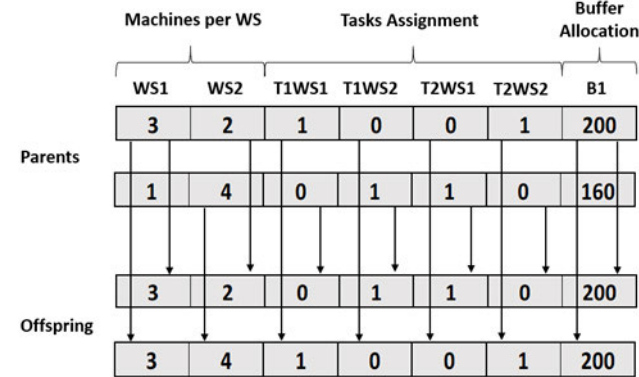 Machines per WS Tasks Assignment Buffer Allocation
WS1 WS2 T1WS1 T1WS2 T2WS1 T2WS2 B1
3 2 1 0 0 1 200
Parents
1 4 0 1 1 0 160
3 2 0 1 1 0 200
Offspring
3 4 1 0 0 1 200